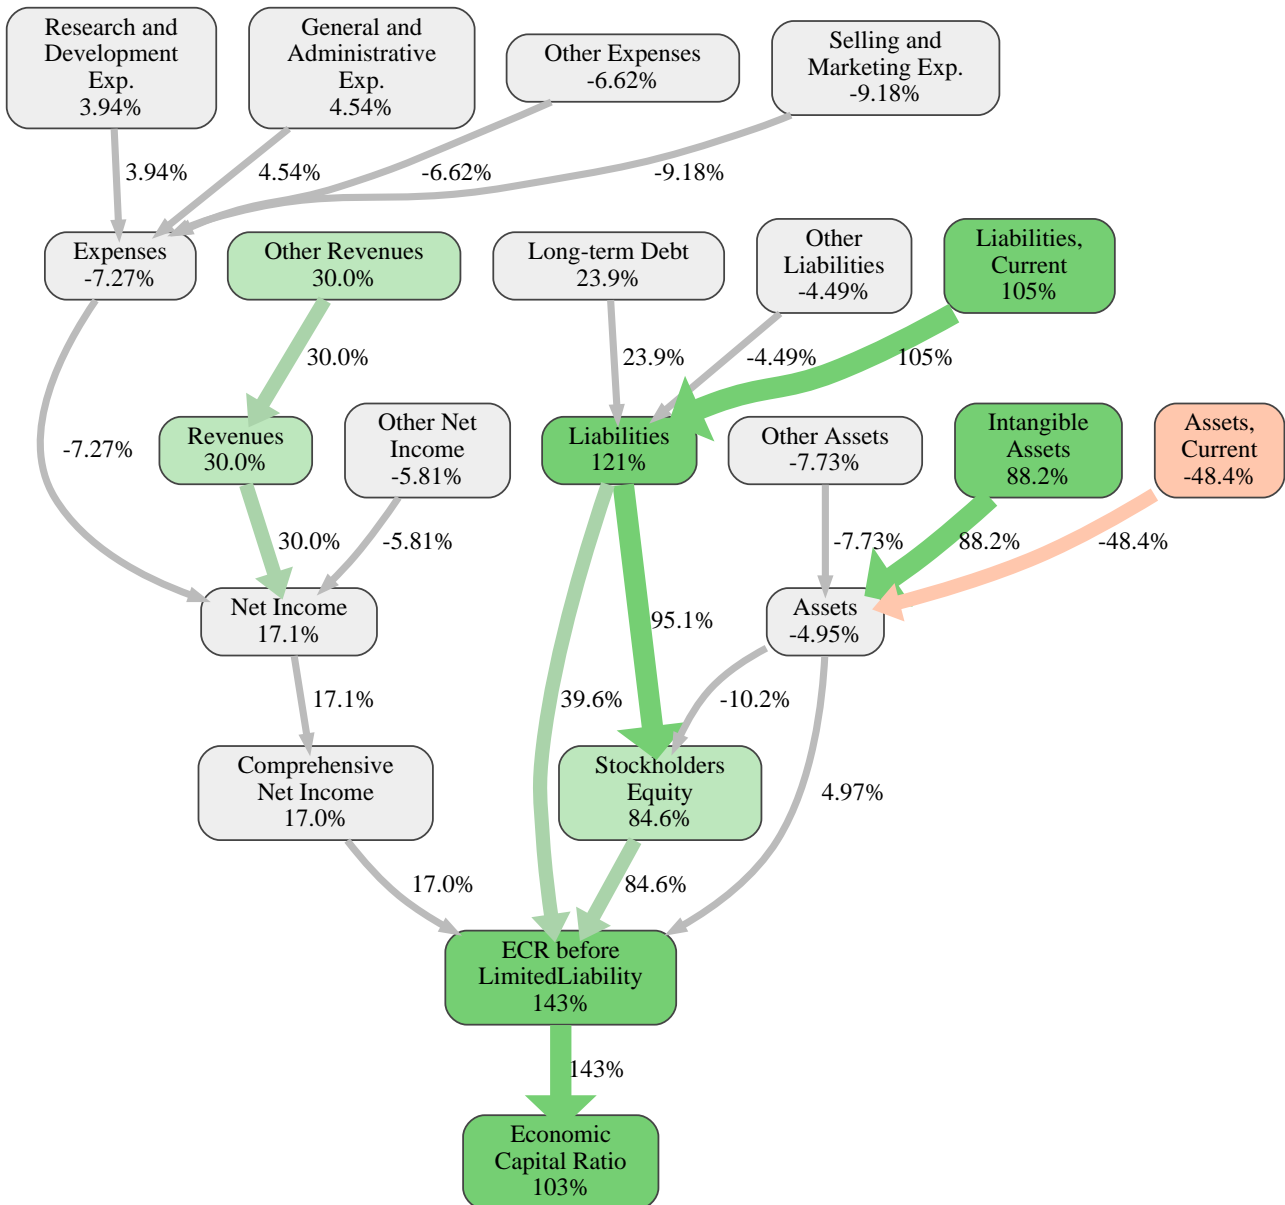 Research and
Development
Exp.
3.94%
General and
Administrative
Exp.
4.54%
Other Expenses
-6.62%
Selling and
Marketing Exp.
-9.18%
3.94%
4.54%
-6.62%
-9.18%
Expenses
-7.27%
Other Revenues
30.0%
Long-term Debt
23.9%
Other
Liabilities
-4.49%
Liabilities,
Current
105%
30.0%
23.9%
-4.49%
105%
-7.27%
Revenues
30.0%
Other Net
Income
-5.81%
Liabilities
121%
Other Assets
-7.73%
Intangible
Assets
88.2%
Assets,
Current
-48.4%
30.0%
-5.81%
-7.73%
88.2%
-48.4%
Net Income
17.1%
95.1%
Assets
-4.95%
17.1%
39.6%
-10.2%
Comprehensive
Net Income
17.0%
Stockholders
Equity
84.6%
4.97%
17.0%
84.6%
ECR before
LimitedLiability
143%
143%
Economic
Capital Ratio
103%